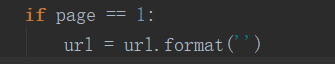 if page == 1:
    url = url.format('')